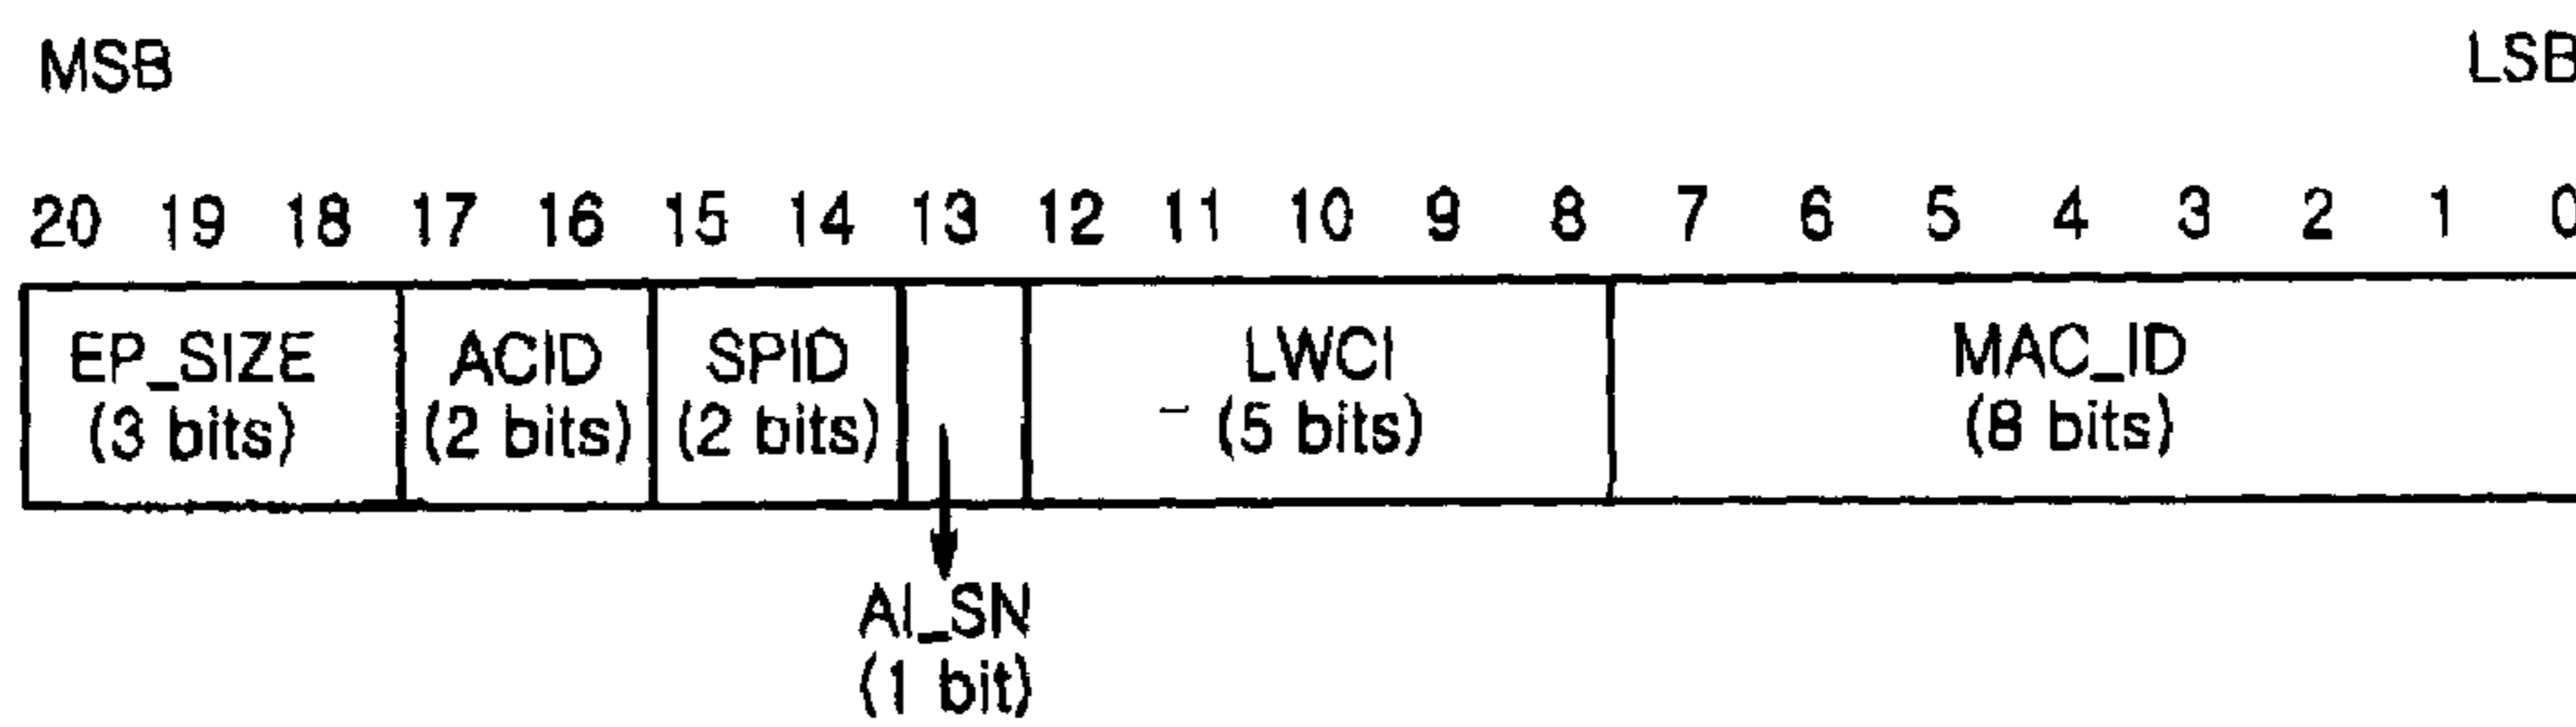 MSB LSB
20 19 18 17 16 15 14 13 12 11 10 9 8 7 6 5 4 3 2 1 0
EP_SIZE ACID SPID LWCI MAC_ID
(3 bits) (2 bits) (2 bits) (5 bits) (8 bits)
AI_SN
(1 bit)